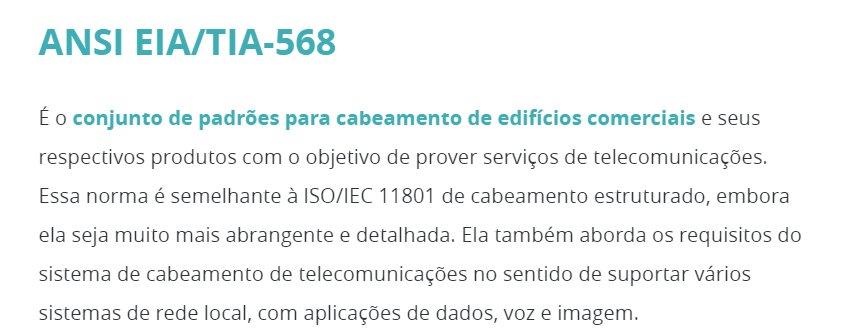 ANSI EIA/TIA-568
É o conjunto de padrões para cabeamento de edifícios comerciais e seus
respectivos produtos com o objetivo de prover serviços de telecomunicações.
Essa norma é semelhante à ISO/IEC 11801 de cabeamento estruturado, embora
ela seja muito mais abrangente e detalhada. Ela também aborda os requisitos do
sistema de cabeamento de telecomunicações no sentido de suportar vários
sistemas de rede local, com aplicações de dados, voz e imagem.